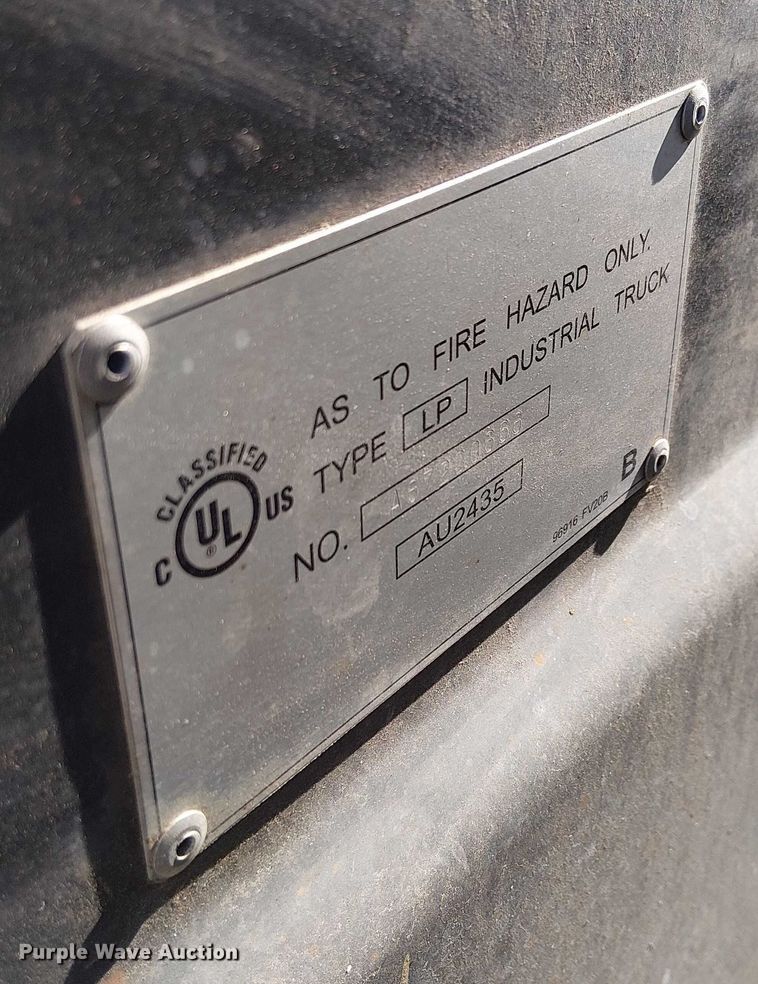 AS TO FIRE HAZARD ONLY.
TYPE LP INDUSTRIAL TRUCK
CLASSIFIED
C UL ® US
NO.
AU2435
96916 FV20B
B
Purple Wave Auction